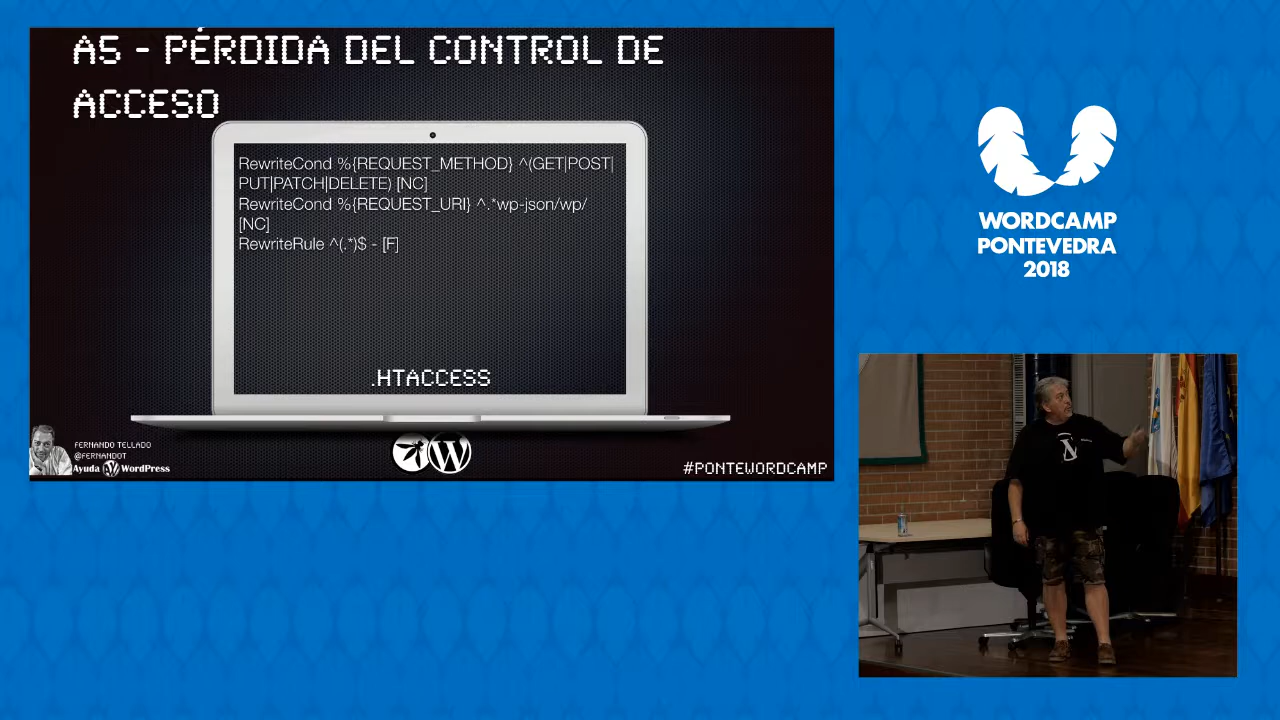 A5 - PÉRDIDA DEL CONTROL DE
ACCESO
RewriteCond %{REQUEST_METHOD} ^(GET|POST|
PUT|PATCH|DELETE) [NC]
RewriteCond %{REQUEST_URI} ^.*wp-json/wp/
[NC]
RewriteRule ^(.*)$ - [F]
.HTACCESS
FERNANDO TELLADO
@FERNANDOT
Ayuda WordPress
#PONTEWORDCAMP
WORDCAMP
PONTEVEDRA
2018